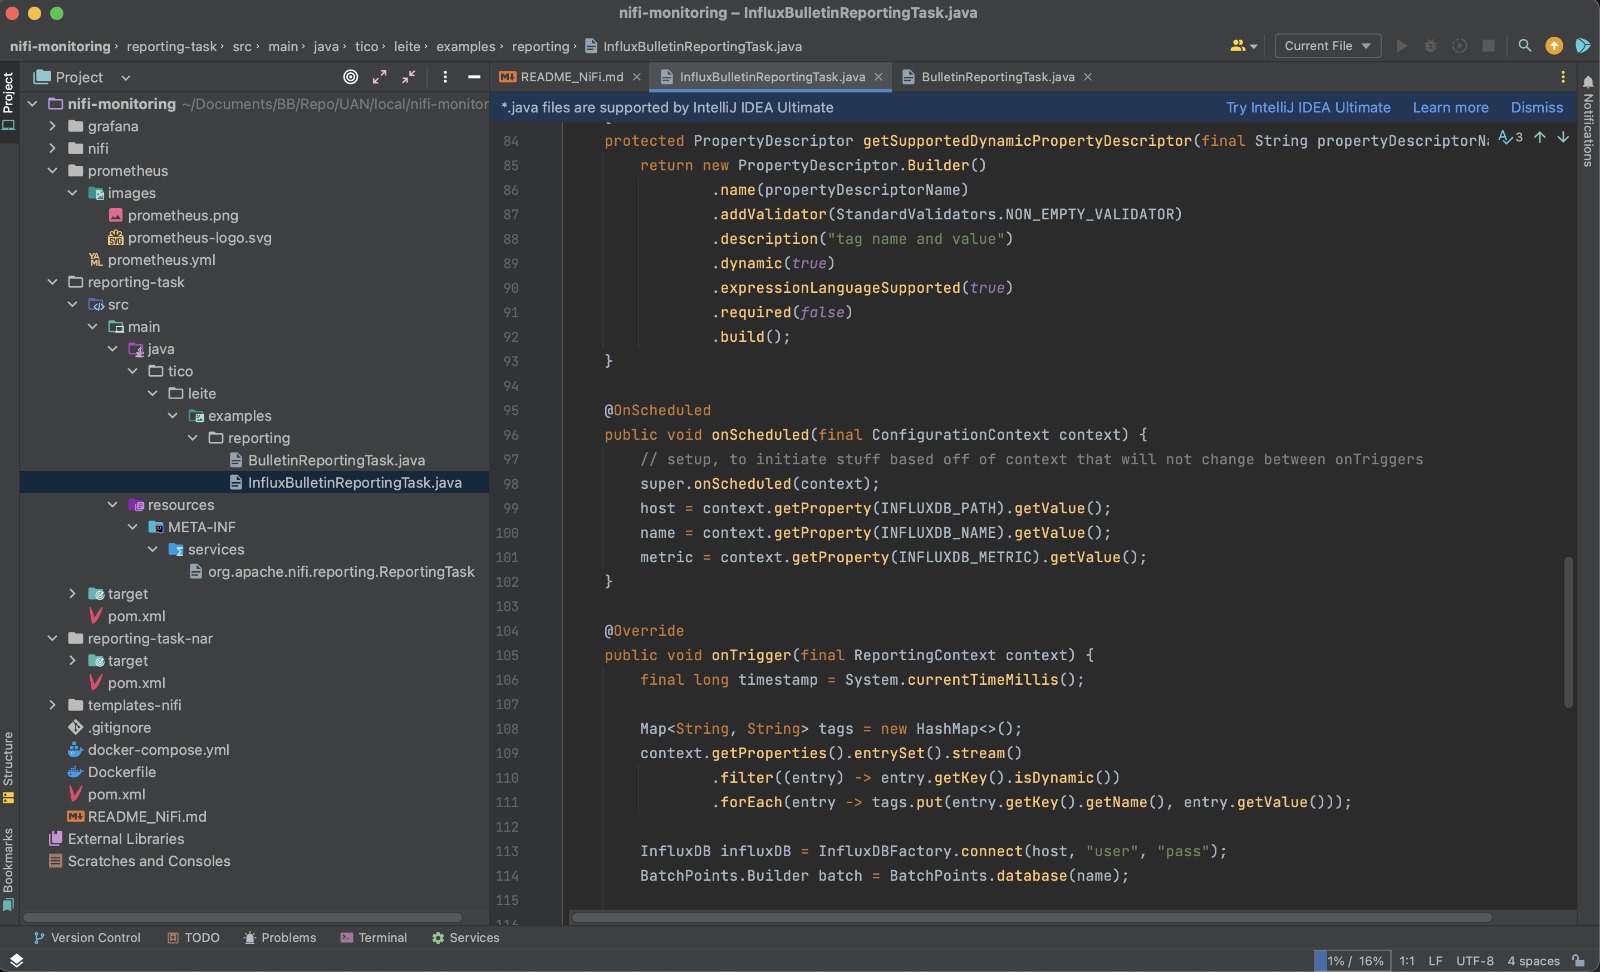 nifi-monitoring – InfluxBulletinReportingTask.java
nifi-monitoring › reporting-task › src › main › java › tico › leite › examples › reporting › InfluxBulletinReportingTask.java
Current File
Project
Project
README_NiFi.md
InfluxBulletinReportingTask.java
BulletinReportingTask.java
Notifications
*.java files are supported by IntelliJ IDEA Ultimate
Try IntelliJ IDEA Ultimate
Learn more
Dismiss
nifi-monitoring ~/Documents/BB/Repo/UAN/local/nifi-monitor
grafana
nifi
prometheus
images
prometheus.png
prometheus-logo.svg
prometheus.yml
reporting-task
src
main
java
tico
leite
examples
reporting
BulletinReportingTask.java
InfluxBulletinReportingTask.java
resources
META-INF
services
org.apache.nifi.reporting.ReportingTask
target
pom.xml
reporting-task-nar
target
pom.xml
templates-nifi
.gitignore
docker-compose.yml
Dockerfile
pom.xml
README_NiFi.md
External Libraries
Scratches and Consoles
Structure
Bookmarks
3
84 protected PropertyDescriptor getSupportedDynamicPropertyDescriptor(final String propertyDescriptorNa
85 return new PropertyDescriptor.Builder()
86 .name(propertyDescriptorName)
87 .addValidator(StandardValidators.NON_EMPTY_VALIDATOR)
88 .description("tag name and value")
89 .dynamic(true)
90 .expressionLanguageSupported(true)
91 .required(false)
92 .build();
93 }
94
95 @OnScheduled
96 public void onScheduled(final ConfigurationContext context) {
97 // setup, to initiate stuff based off of context that will not change between onTriggers
98 super.onScheduled(context);
99 host = context.getProperty(INFLUXDB_PATH).getValue();
100 name = context.getProperty(INFLUXDB_NAME).getValue();
101 metric = context.getProperty(INFLUXDB_METRIC).getValue();
102 }
103
104 @Override
105 public void onTrigger(final ReportingContext context) {
106 final long timestamp = System.currentTimeMillis();
107
108 Map<String, String> tags = new HashMap<>();
109 context.getProperties().entrySet().stream()
110 .filter((entry) -> entry.getKey().isDynamic())
111 .forEach(entry -> tags.put(entry.getKey().getName(), entry.getValue()));
112
113 InfluxDB influxDB = InfluxDBFactory.connect(host, "user", "pass");
114 BatchPoints.Builder batch = BatchPoints.database(name);
115
116
Version Control
TODO
Problems
Terminal
Services
1% / 16%
1:1
LF
UTF-8
4 spaces